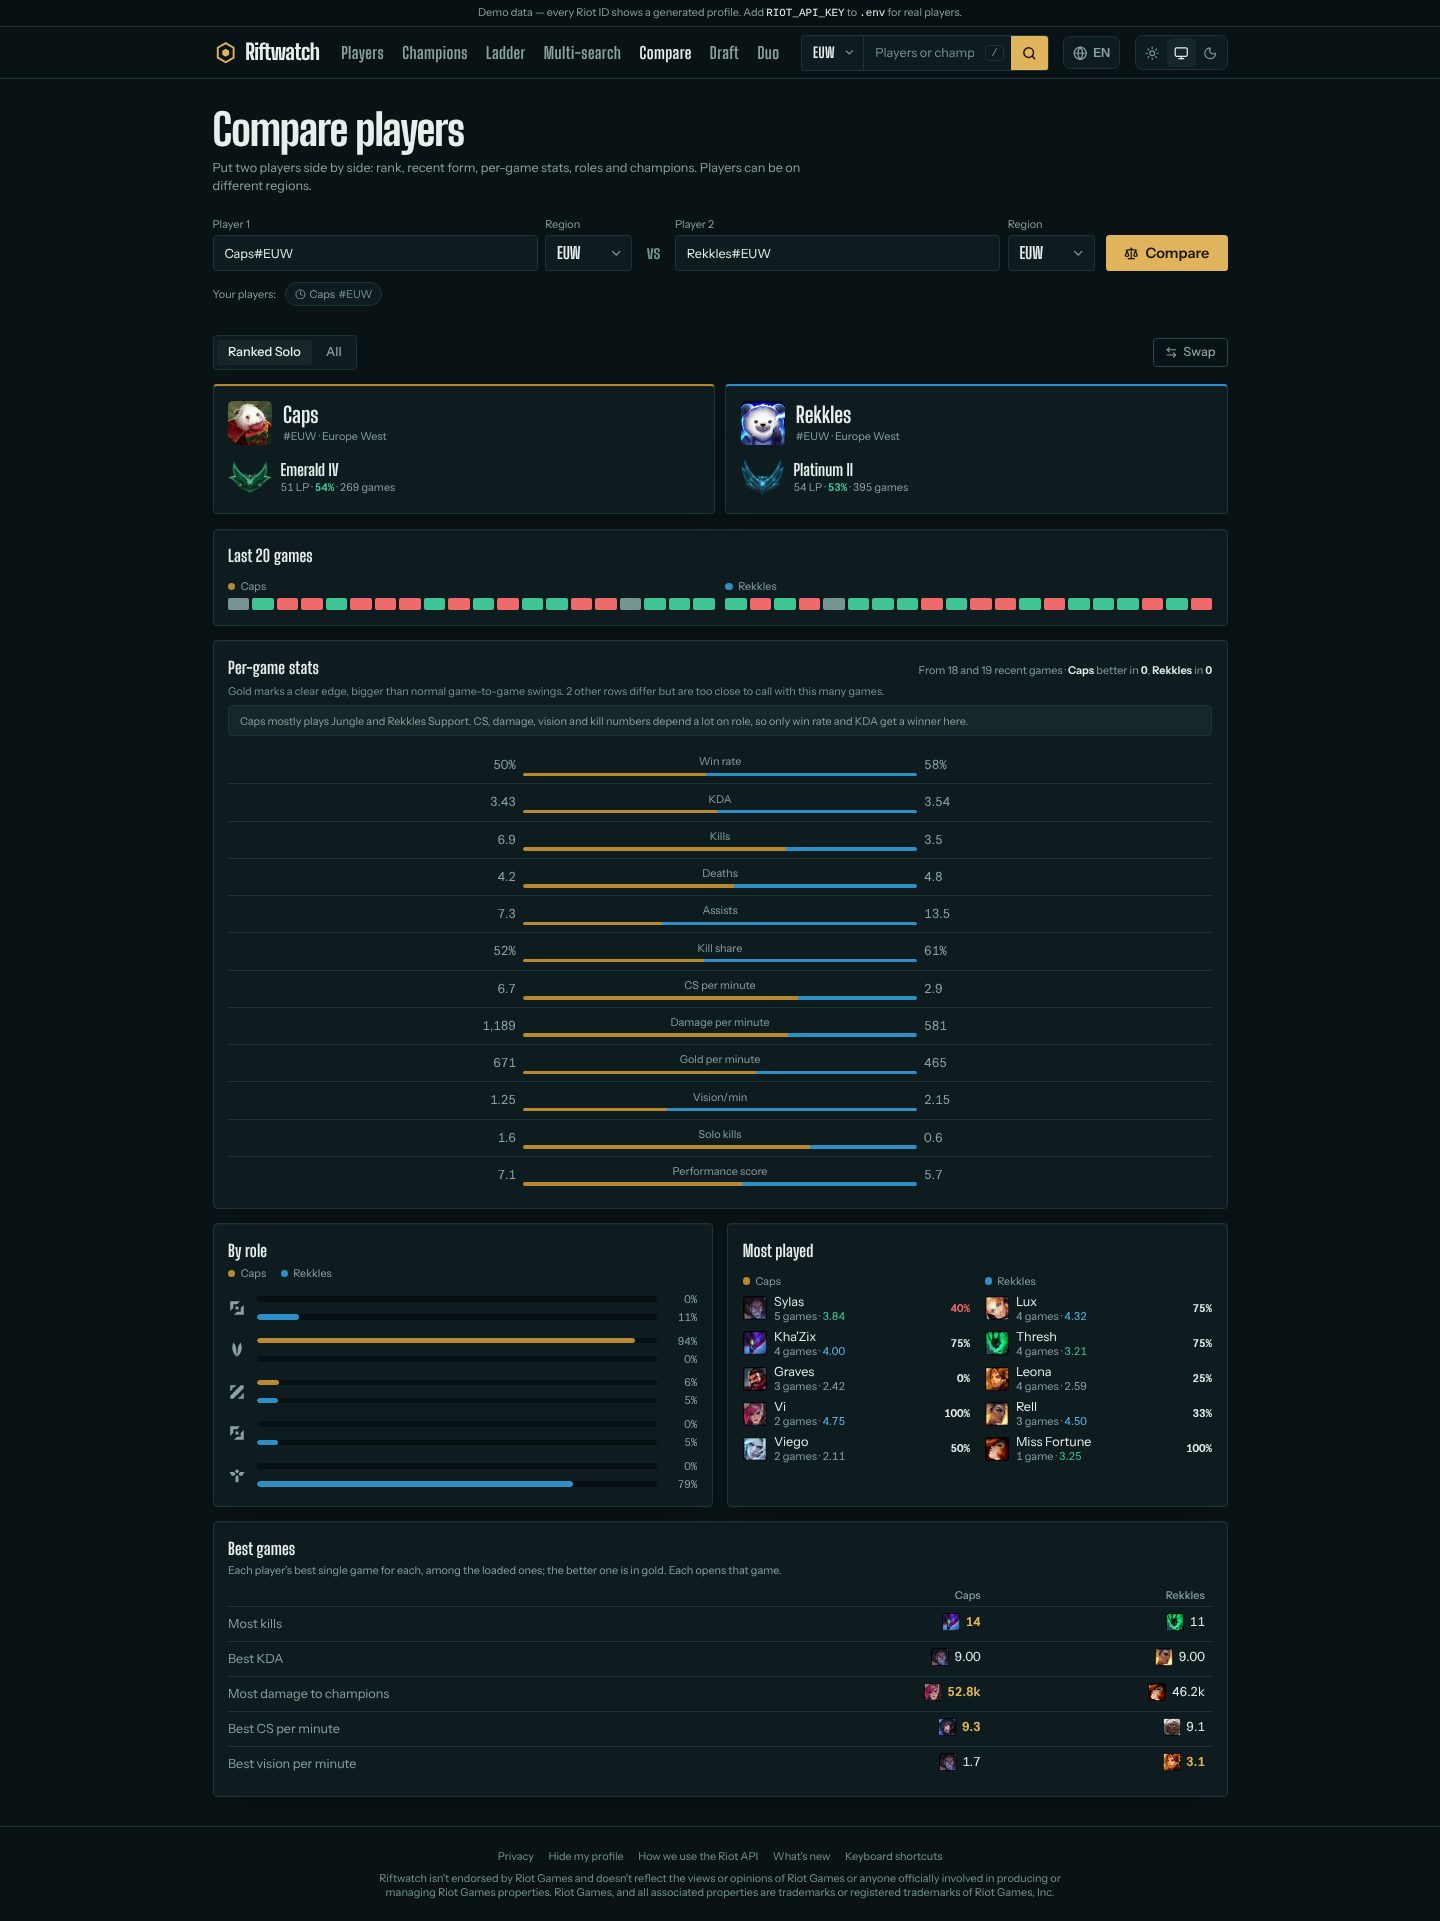 Demo data — every Riot ID shows a generated profile. Add RIOT_API_KEY to .env for real players.
Riftwatch Players Champions Ladder Multi-search Compare Draft Duo EUW Players or champ / EN
Compare players
Put two players side by side: rank, recent form, per-game stats, roles and champions. Players can be on
different regions.
Player 1 Region Player 2 Region
Caps#EUW EUW VS Rekkles#EUW EUW Compare
Your players: Caps #EUW
Ranked Solo All Swap
Caps
#EUW · Europe West
Emerald IV
51 LP · 54% · 269 games
Rekkles
#EUW · Europe West
Platinum II
54 LP · 53% · 395 games
Last 20 games
Caps Rekkles
Per-game stats
From 18 and 19 recent games · Caps better in 0, Rekkles in 0
Gold marks a clear edge, bigger than normal game-to-game swings. 2 other rows differ but are too close to call with this many games.
Caps mostly plays Jungle and Rekkles Support. CS, damage, vision and kill numbers depend a lot on role, so only win rate and KDA get a winner here.
50% Win rate 58%
3.43 KDA 3.54
6.9 Kills 3.5
4.2 Deaths 4.8
7.3 Assists 13.5
52% Kill share 61%
6.7 CS per minute 2.9
1,189 Damage per minute 581
671 Gold per minute 465
1.25 Vision/min 2.15
1.6 Solo kills 0.6
7.1 Performance score 5.7
By role
Caps Rekkles
0%
11%
94%
0%
6%
5%
0%
5%
0%
79%
Most played
Caps
Sylas
5 games · 3.84 40%
Kha'Zix
4 games · 4.00 75%
Graves
3 games · 2.42 0%
Vi
2 games · 4.75 100%
Viego
2 games · 2.11 50%
Rekkles
Lux
4 games · 4.32 75%
Thresh
4 games · 3.21 75%
Leona
4 games · 2.59 25%
Rell
3 games · 4.50 33%
Miss Fortune
1 game · 3.25 100%
Best games
Each player's best single game for each, among the loaded ones; the better one is in gold. Each opens that game.
Caps Rekkles
Most kills 14 11
Best KDA 9.00 9.00
Most damage to champions 52.8k 46.2k
Best CS per minute 9.3 9.1
Best vision per minute 1.7 3.1
Privacy Hide my profile How we use the Riot API What's new Keyboard shortcuts
Riftwatch isn't endorsed by Riot Games and doesn't reflect the views or opinions of Riot Games or anyone officially involved in producing or
managing Riot Games properties. Riot Games, and all associated properties are trademarks or registered trademarks of Riot Games, Inc.